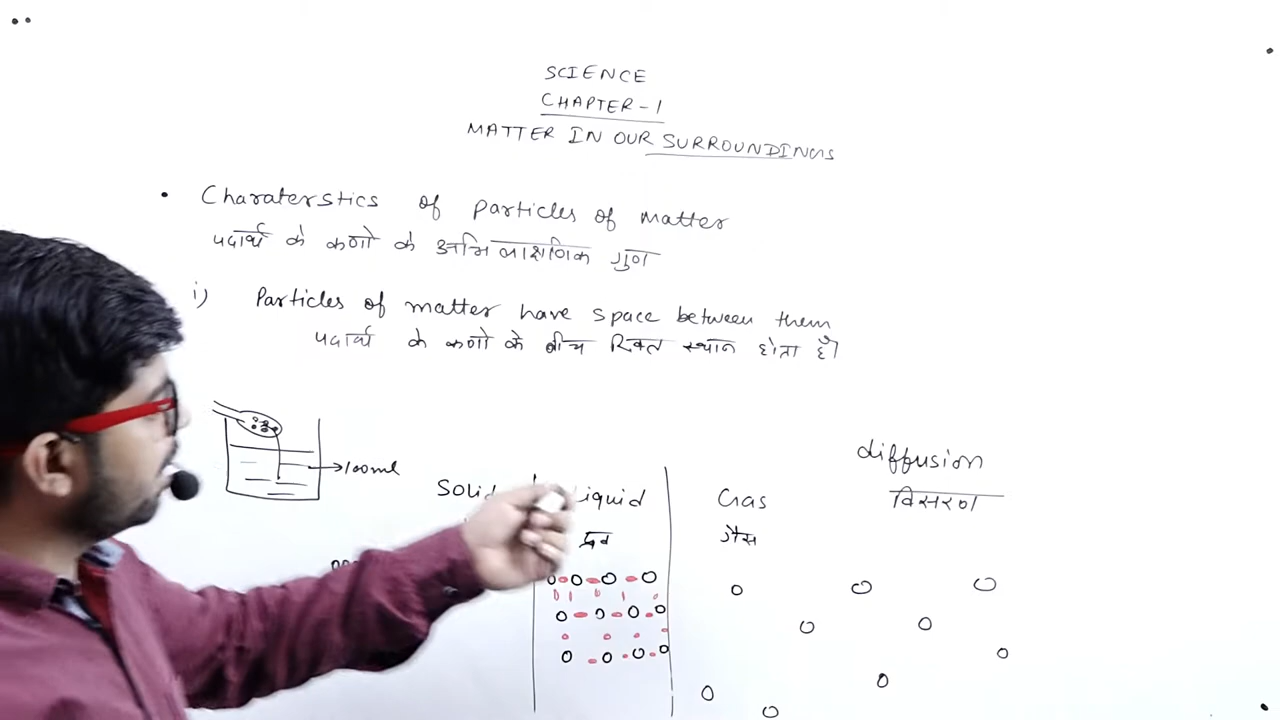 SCIENCE
CHAPTER-1
MATTER IN OUR SURROUNDINGS
• Charaterstics of particles of matter
पदार्थ के कणो के अभिलाक्षणिक गुण
i) Particles of matter have space between them
पदार्थ के कणो के बीच रिक्त स्थान होता है
100ml
Solid Liquid Gas
द्रव गैस
diffusion
विसरण